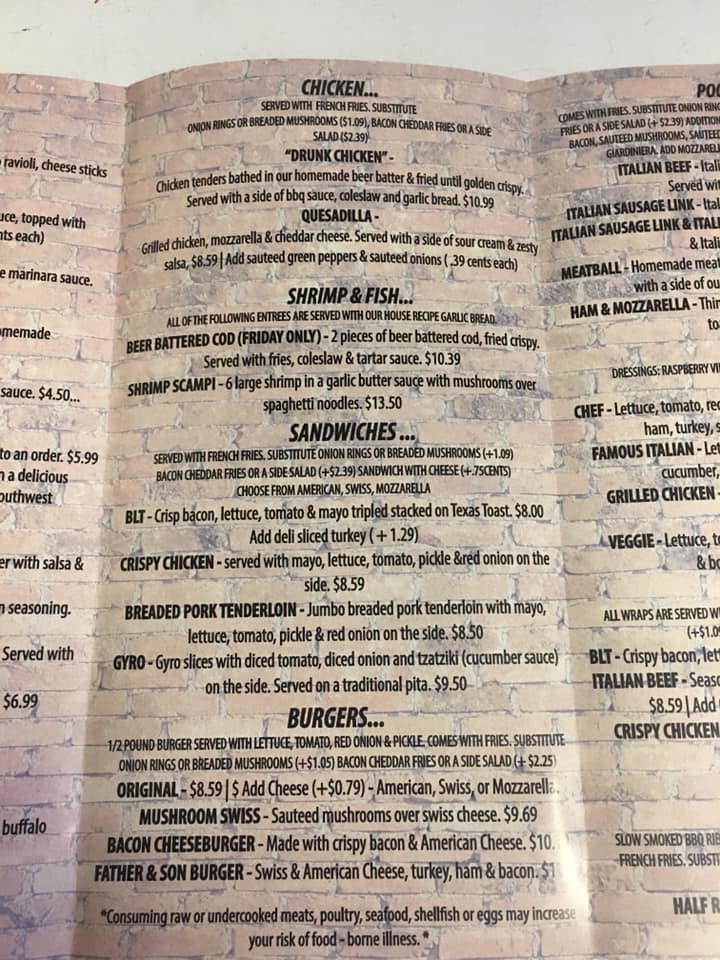 ravioli, cheese sticks
uce, topped with
nts each)
e marinara sauce.
omemade
sauce. $4.50...
to an order. $5.99
n a delicious
outhwest
er with salsa &
n seasoning.
Served with
$6.99
buffalo
CHICKEN...
SERVED WITH FRENCH FRIES. SUBSTITUTE
ONION RINGS OR BREADED MUSHROOMS ($1.09), BACON CHEDDAR FRIES OR A SIDE
SALAD ($2.39)
"DRUNK CHICKEN" -
Chicken tenders bathed in our homemade beer batter & fried until golden crispy.
Served with a side of bbq sauce, coleslaw and garlic bread. $10.99
QUESADILLA -
Grilled chicken, mozzarella & cheddar cheese. Served with a side of sour cream & zesty
salsa, $8.59 | Add sauteed green peppers & sauteed onions ( .39 cents each)
SHRIMP & FISH...
ALL OF THE FOLLOWING ENTREES ARE SERVED WITH OUR HOUSE RECIPE GARLIC BREAD.
BEER BATTERED COD (FRIDAY ONLY) - 2 pieces of beer battered cod, fried crispy.
Served with fries, coleslaw & tartar sauce. $10.39
SHRIMP SCAMPI - 6 large shrimp in a garlic butter sauce with mushrooms over
spaghetti noodles. $13.50
SANDWICHES ...
SERVED WITH FRENCH FRIES. SUBSTITUTE ONION RINGS OR BREADED MUSHROOMS (+1.09)
BACON CHEDDAR FRIES OR A SIDE SALAD (+$2.39) SANDWICH WITH CHEESE (+.75CENTS)
CHOOSE FROM AMERICAN, SWISS, MOZZARELLA
BLT - Crisp bacon, lettuce, tomato & mayo tripled stacked on Texas Toast. $8.00
Add deli sliced turkey ( + 1.29)
CRISPY CHICKEN - served with mayo, lettuce, tomato, pickle &red onion on the
side. $8.59
BREADED PORK TENDERLOIN - Jumbo breaded pork tenderloin with mayo,
lettuce, tomato, pickle & red onion on the side. $8.50
GYRO - Gyro slices with diced tomato, diced onion and tzatziki (cucumber sauce)
on the side. Served on a traditional pita. $9.50
BURGERS...
1/2 POUND BURGER SERVED WITH LETTUCE, TOMATO, RED ONION & PICKLE. COMES WITH FRIES. SUBSTITUTE
ONION RINGS OR BREADED MUSHROOMS (+$1.05) BACON CHEDDAR FRIES OR A SIDE SALAD (+ $2.25)
ORIGINAL - $8.59 | $ Add Cheese (+$0.79) - American, Swiss, or Mozzarella.
MUSHROOM SWISS - Sauteed mushrooms over swiss cheese. $9.69
BACON CHEESEBURGER - Made with crispy bacon & American Cheese. $10.
FATHER & SON BURGER - Swiss & American Cheese, turkey, ham & bacon. $1
*Consuming raw or undercooked meats, poultry, seafood, shellfish or eggs may increase
your risk of food - borne illness. *
POO
COMES WITH FRIES. SUBSTITUTE ONION RING
FRIES OR A SIDE SALAD (+ $2.39) ADDITION
BACON, SAUTEED MUSHROOMS, SAUTEED
GIARDINIERA. ADD MOZZAREL
ITALIAN BEEF - Itali
Served wi
ITALIAN SAUSAGE LINK - Ital
ITALIAN SAUSAGE LINK & ITALI
& Itali
MEATBALL - Homemade meat
with a side of ou
HAM & MOZZARELLA - Thin
to
DRESSINGS: RASPBERRY VI
CHEF - Lettuce, tomato, red
ham, turkey, s
FAMOUS ITALIAN - Let
cucumber,
GRILLED CHICKEN -
VEGGIE - Lettuce, to
& bo
ALL WRAPS ARE SERVED W
(+$1.0
BLT - Crispy bacon, lett
ITALIAN BEEF - Seaso
$8.59 | Add
CRISPY CHICKEN
SLOW SMOKED BBQ RIB
FRENCH FRIES. SUBSTI
HALF R